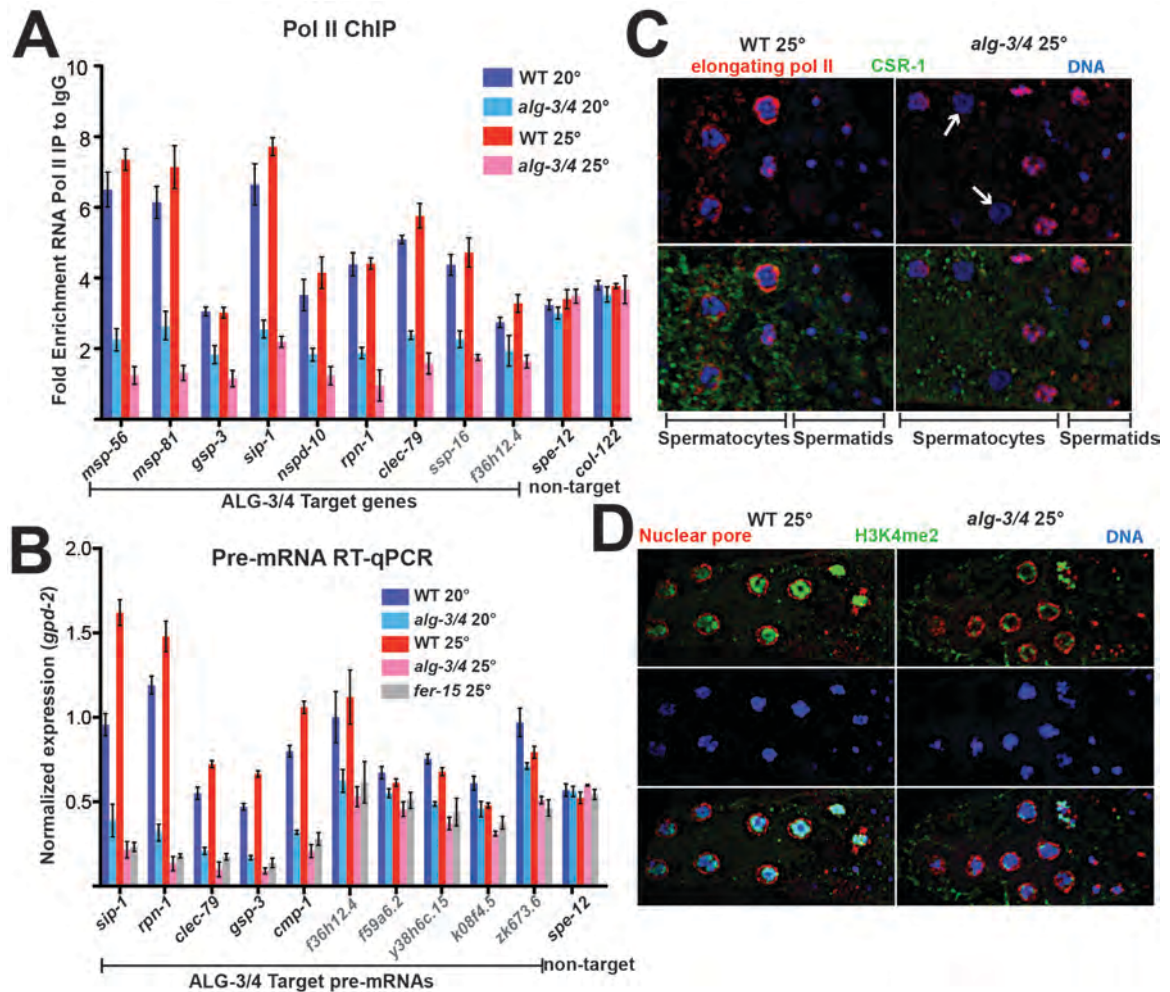 A
Pol II ChIP
Fold Enrichment RNA Pol II IP to IgG
10
8
6
4
2
WT 20°
alg-3/4 20°
WT 25°
alg-3/4 25°
msp-56
msp-81
gsp-3
sip-1
nspd-10
rpn-1
clec-79
ssp-16
f36h12.4
spe-12
col-122
ALG-3/4 Target genes
non-target
B
Pre-mRNA RT-qPCR
Normalized expression (gpd-2)
2.0
1.5
1.0
0.5
WT 20°
alg-3/4 20°
WT 25°
alg-3/4 25°
fer-15 25°
sip-1
rpn-1
clec-79
gsp-3
cmp-1
f36h12.4
f59a6.2
y38h6c.15
k08f4.5
zk673.6
spe-12
ALG-3/4 Target pre-mRNAs
non-target
C
WT 25°
alg-3/4 25°
elongating pol II
CSR-1
DNA
Spermatocytes
Spermatids
Spermatocytes
Spermatids
D
WT 25°
alg-3/4 25°
Nuclear pore
H3K4me2
DNA